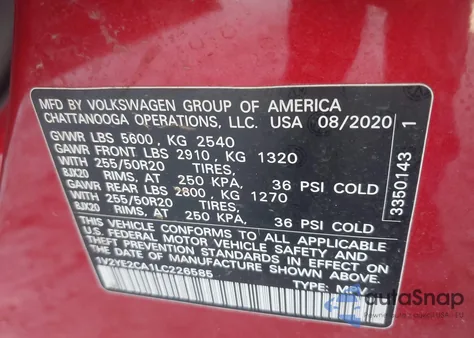 MFD BY VOLKSWAGEN GROUP OF AMERICA
CHATTANOOGA OPERATIONS, LLC. USA 08/2020
GVWR LBS 5600 , KG 2540
GAWR FRONT LBS 2910 , KG 1320
WITH 255/50R20 TIRES,
8JX20 RIMS, AT 250 KPA, 36 PSI COLD
GAWR REAR LBS 2800 , KG 1270
WITH 255/50R20 TIRES,
8JX20 RIMS, AT 250 KPA, 36 PSI COLD
THIS VEHICLE CONFORMS TO ALL APPLICABLE
U.S. FEDERAL MOTOR VEHICLE SAFETY AND
THEFT PREVENTION STANDARDS IN EFFECT ON THE
DATE OF MANUFACTURE SHOWN ABOVE.
1V2YE2CA1LC226585 TYPE: MPV
3350143 1
autoSnap